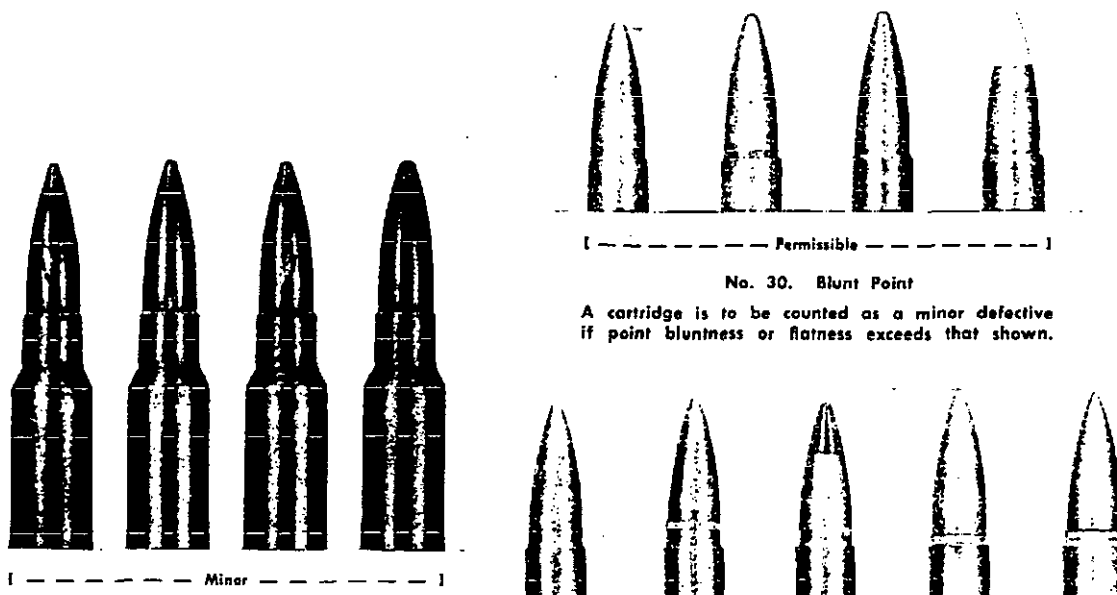 [ — Minor — ]
[ — Permissible — ]
No. 30. Blunt Point
A cartridge is to be counted as a minor defective
if point bluntness or flatness exceeds that shown.